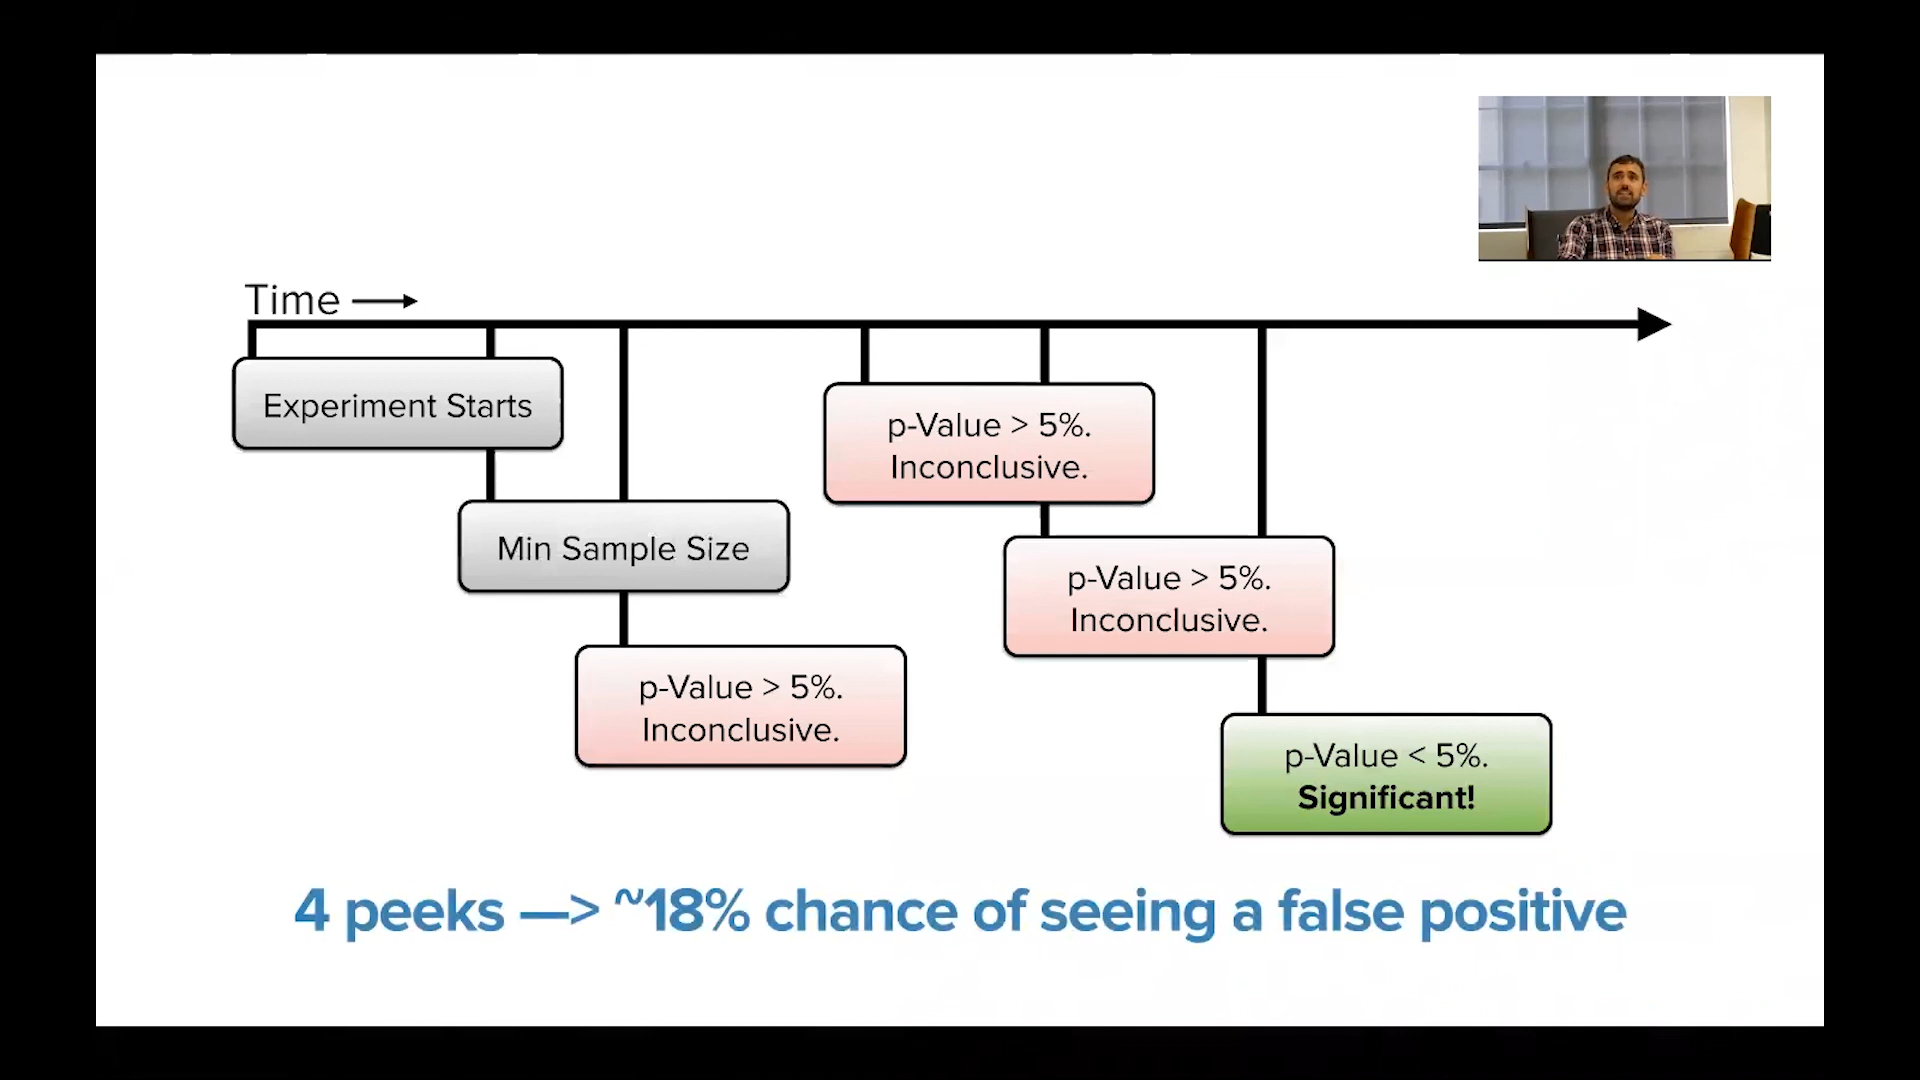 Time
Experiment Starts
Min Sample Size
p-Value > 5%.
Inconclusive.
p-Value > 5%.
Inconclusive.
p-Value > 5%.
Inconclusive.
p-Value < 5%.
Significant!
4 peeks —> ~18% chance of seeing a false positive